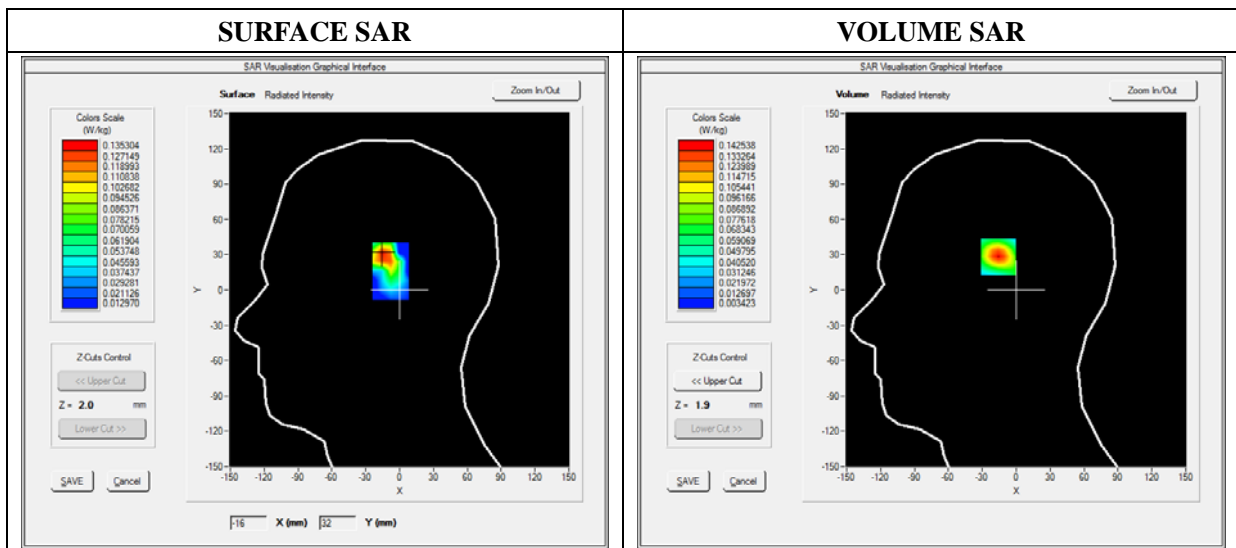 SURFACE SAR
VOLUME SAR
SAR Visualisation Graphical Interface
Surface Radiated Intensity
Zoom In/Out
Colors Scale
(W/kg)
0.135304
0.127149
0.118993
0.110838
0.102682
0.094526
0.086371
0.078215
0.070059
0.061904
0.053748
0.045593
0.037437
0.029281
0.021126
0.012970
Z-Cuts Control
<< Upper Cut
Z = 2.0 mm
Lower Cut >>
SAVE Cancel
150
120
90
60
30
0
-30
-60
-90
-120
-150
Y
-150 -120 -90 -60 -30 0 30 60 90 120 150
X
-16 X (mm) 32 Y (mm)
SAR Visualisation Graphical Interface
Volume Radiated Intensity
Zoom In/Out
Colors Scale
(W/kg)
0.142538
0.133264
0.123989
0.114715
0.105441
0.096166
0.086892
0.077618
0.068343
0.059069
0.049795
0.040520
0.031246
0.021972
0.012697
0.003423
Z-Cuts Control
<< Upper Cut
Z = 1.9 mm
Lower Cut >>
SAVE Cancel
150
120
90
60
30
0
-30
-60
-90
-120
-150
Y
-150 -120 -90 -60 -30 0 30 60 90 120 150
X